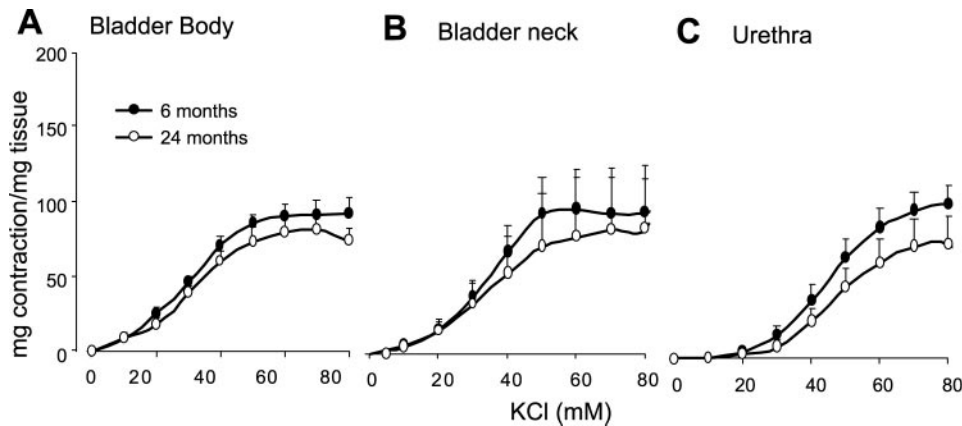 A Bladder Body
B Bladder neck
C Urethra
mg contraction/mg tissue
200
150
100
50
0
6 months
24 months
0 20 40 60 80
0 20 40 60 80
0 20 40 60 80
KCl (mM)